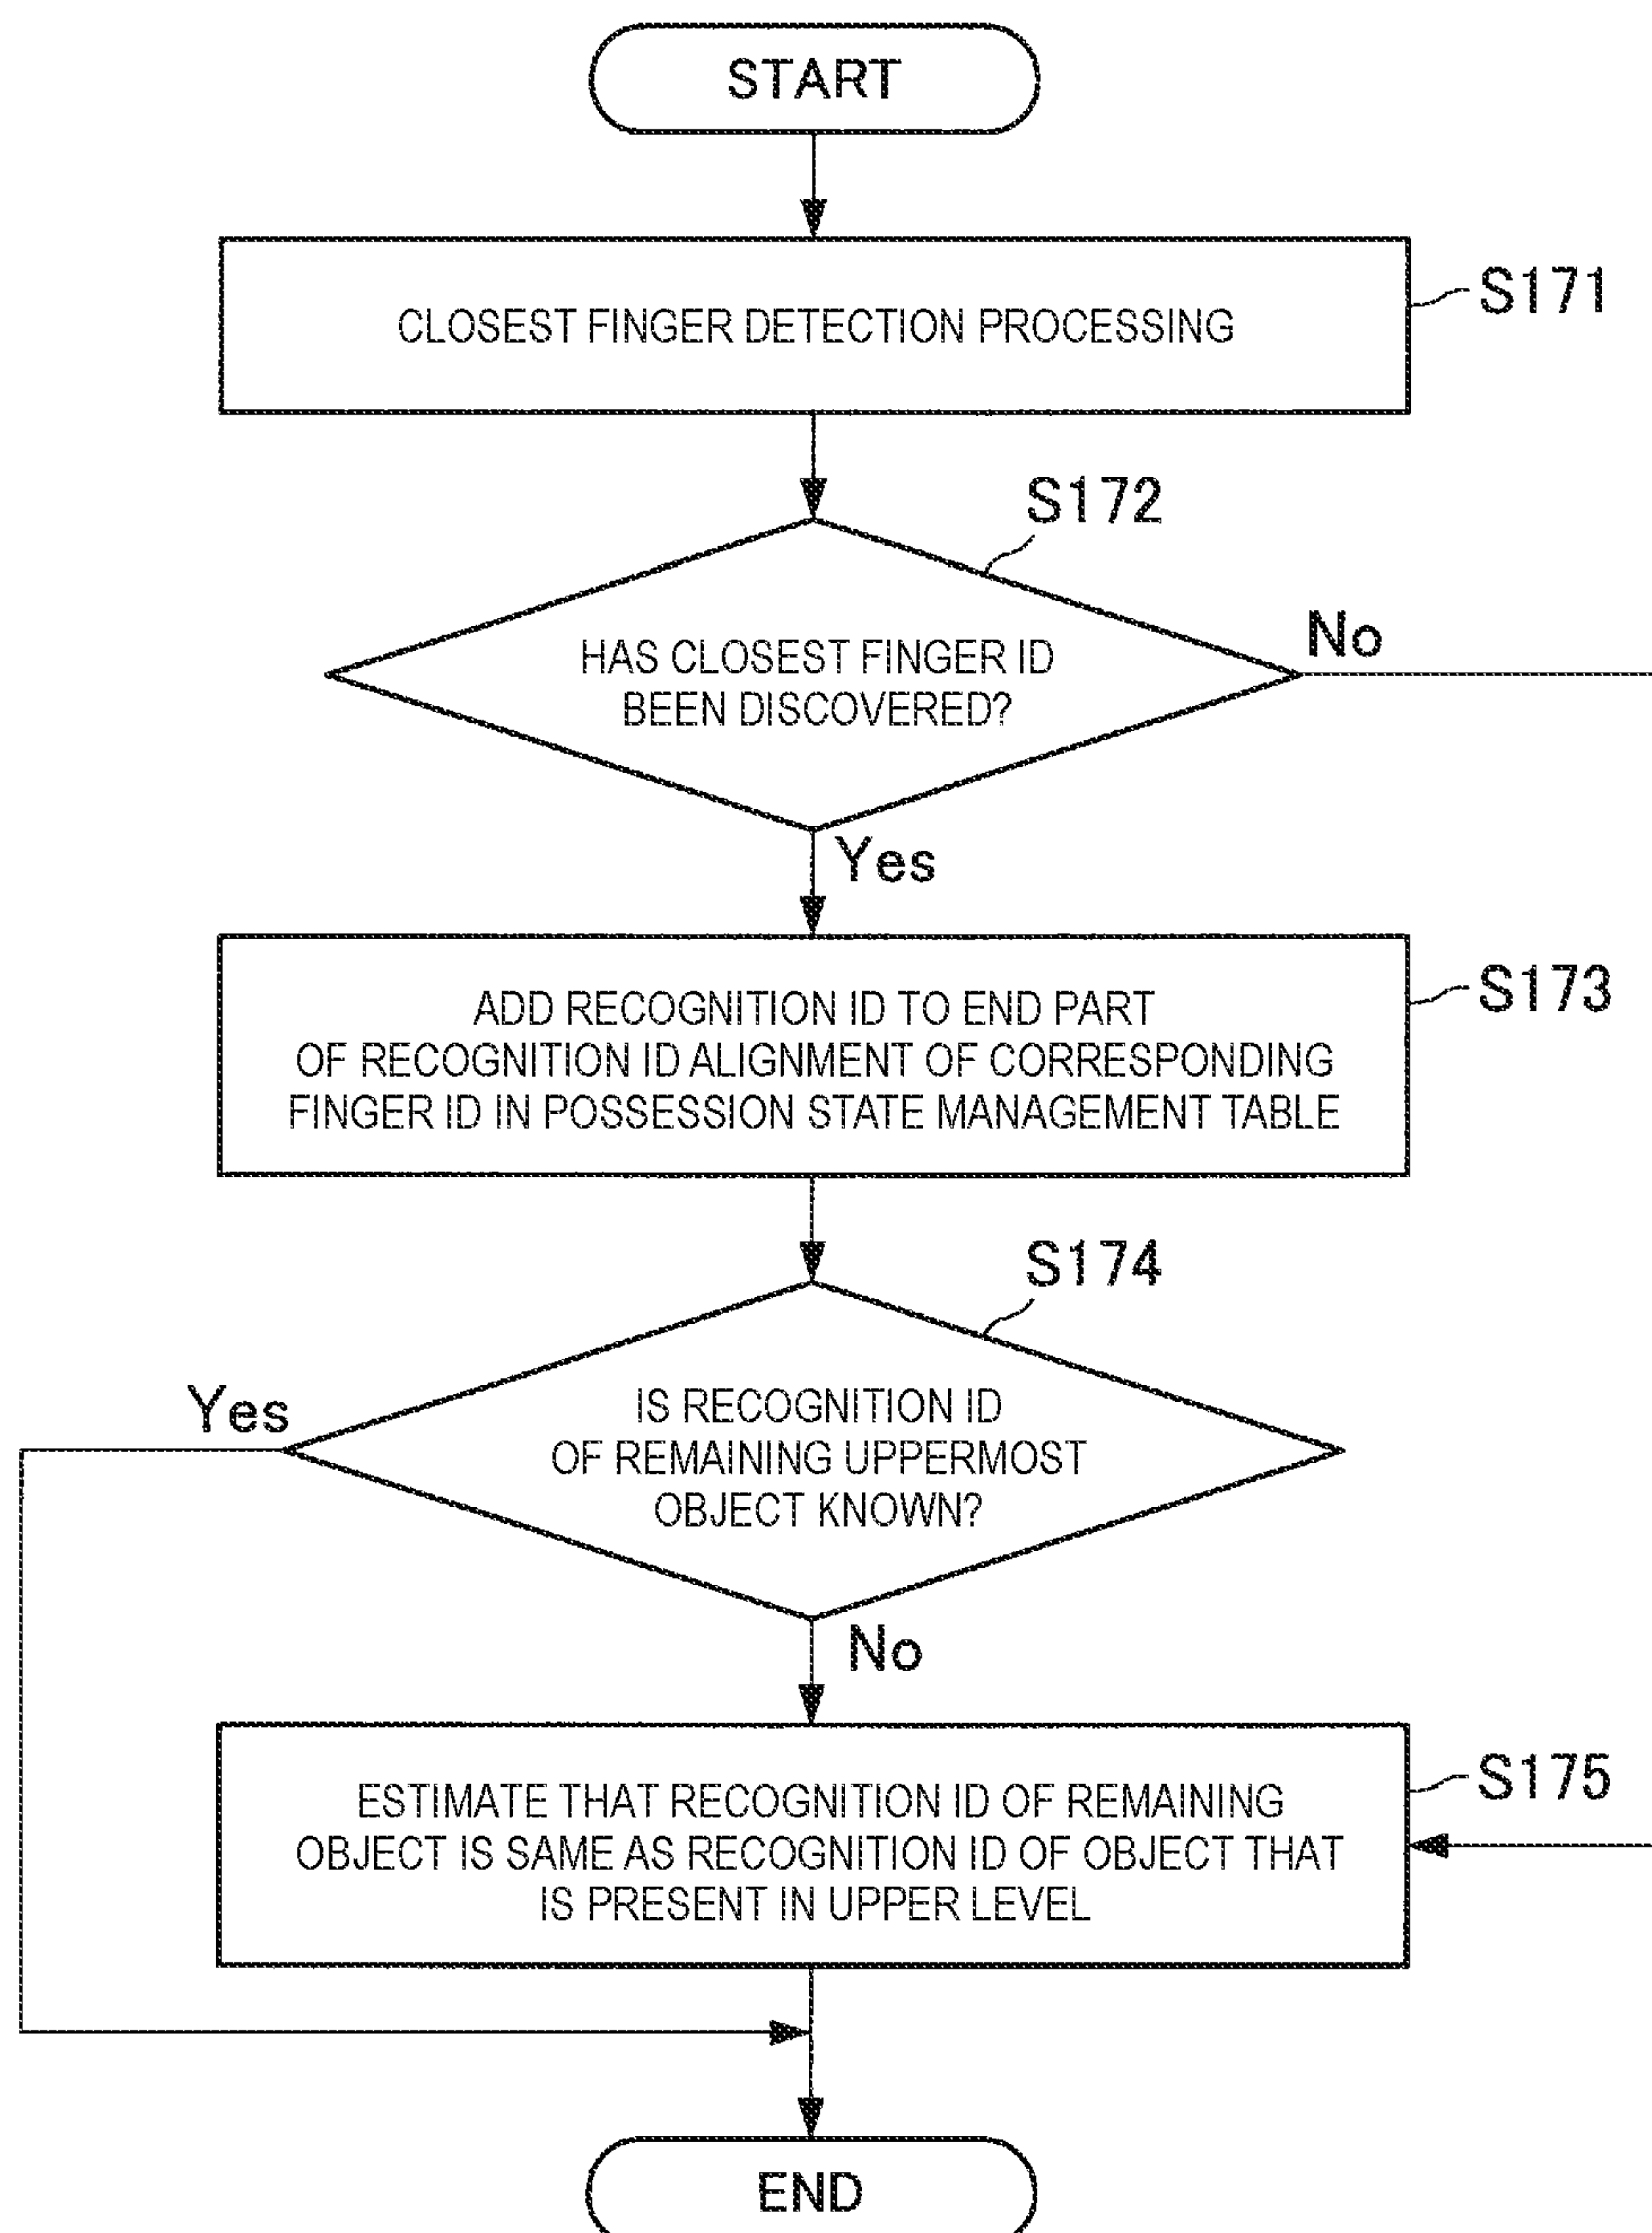 START
CLOSEST FINGER DETECTION PROCESSING
S171
S172
HAS CLOSEST FINGER ID
BEEN DISCOVERED?
No
Yes
ADD RECOGNITION ID TO END PART
OF RECOGNITION ID ALIGNMENT OF CORRESPONDING
FINGER ID IN POSSESSION STATE MANAGEMENT TABLE
S173
S174
Yes
IS RECOGNITION ID
OF REMAINING UPPERMOST
OBJECT KNOWN?
No
ESTIMATE THAT RECOGNITION ID OF REMAINING
OBJECT IS SAME AS RECOGNITION ID OF OBJECT THAT
IS PRESENT IN UPPER LEVEL
S175
END